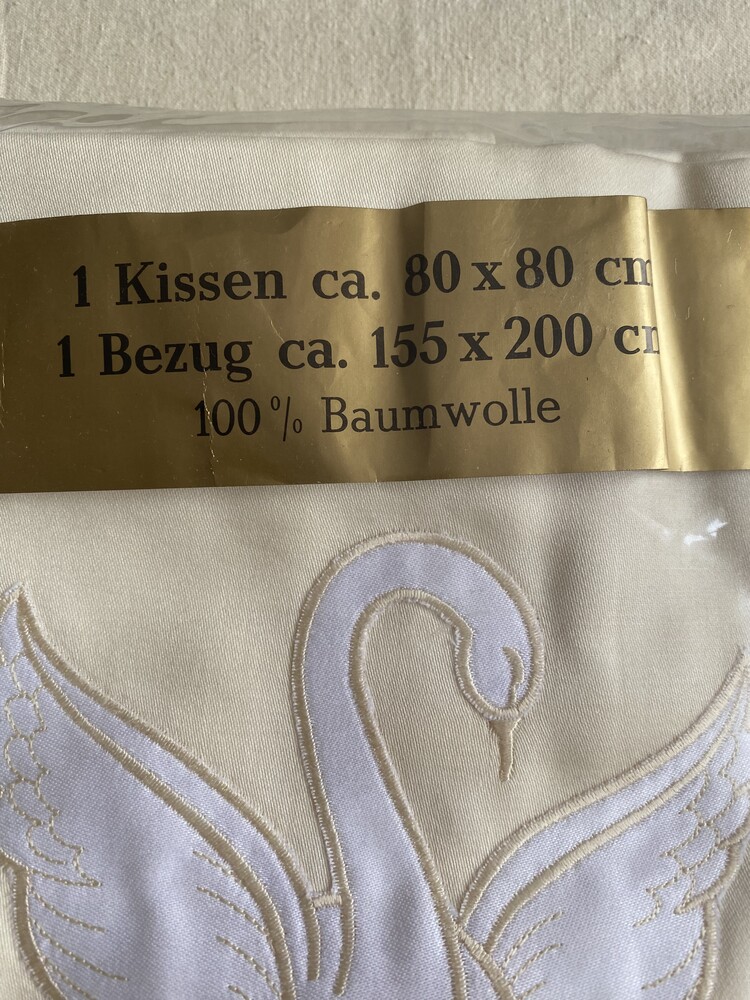 1 Kissen ca. 80 x 80 cm
1 Bezug ca. 155 x 200 cm
100 % Baumwolle